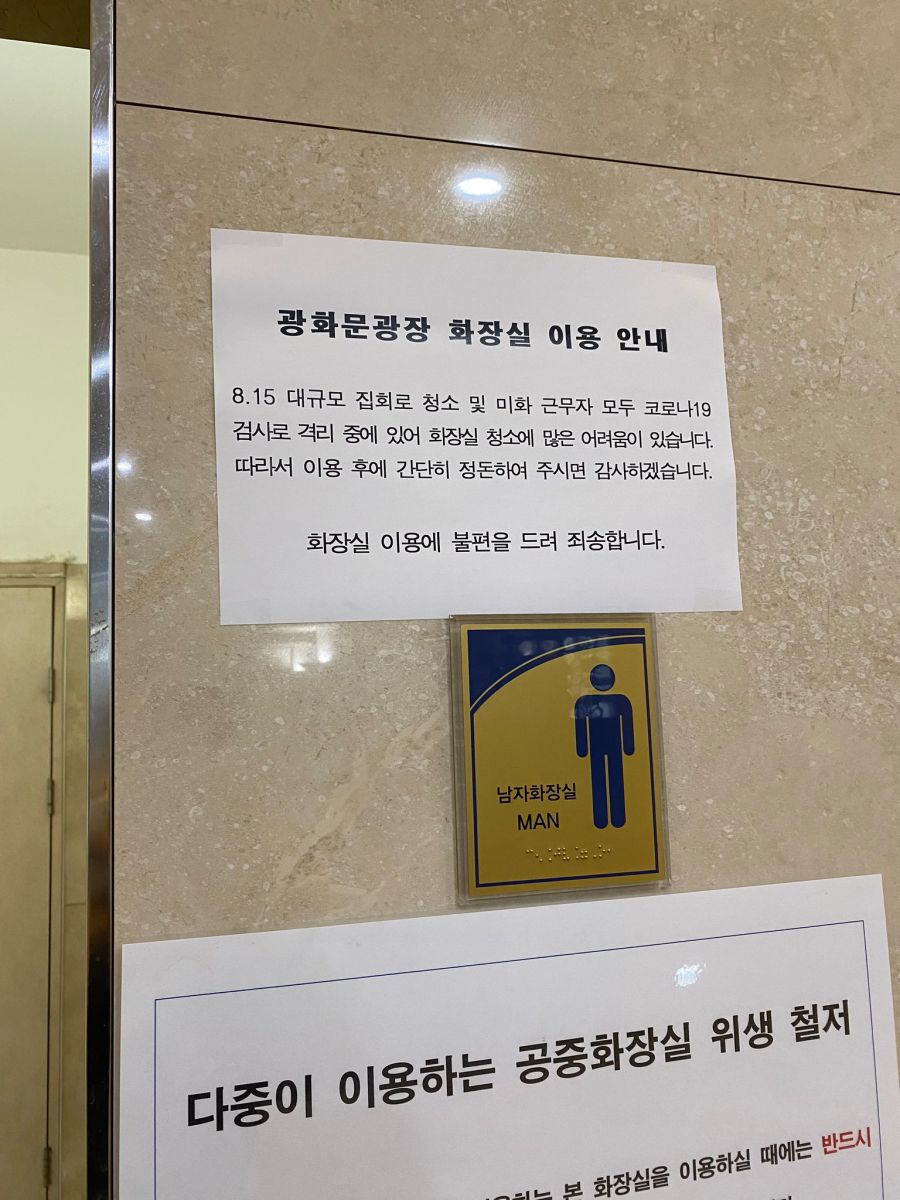 광화문광장 화장실 이용 안내
8.15 대규모 집회로 청소 및 미화 근무자 모두 코로나19
검사로 격리 중에 있어 화장실 청소에 많은 어려움이 있습니다.
따라서 이용 후에 간단히 정돈하여 주시면 감사하겠습니다.
화장실 이용에 불편을 드려 죄송합니다.
남자화장실
MAN
다중이 이용하는 공중화장실 위생 철저
본 화장실을 이용하실 때에는 반드시